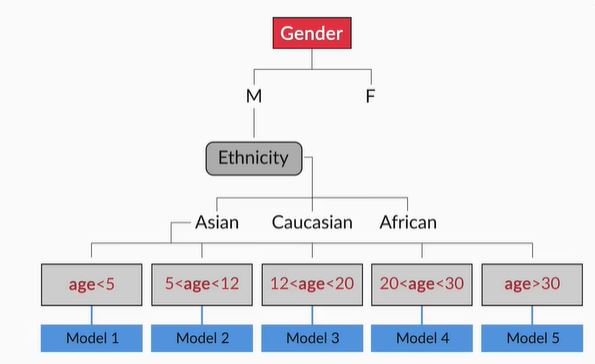 Gender
M F
Ethnicity
Asian Caucasian African
age<5 5<age<12 12<age<20 20<age<30 age>30
Model 1 Model 2 Model 3 Model 4 Model 5